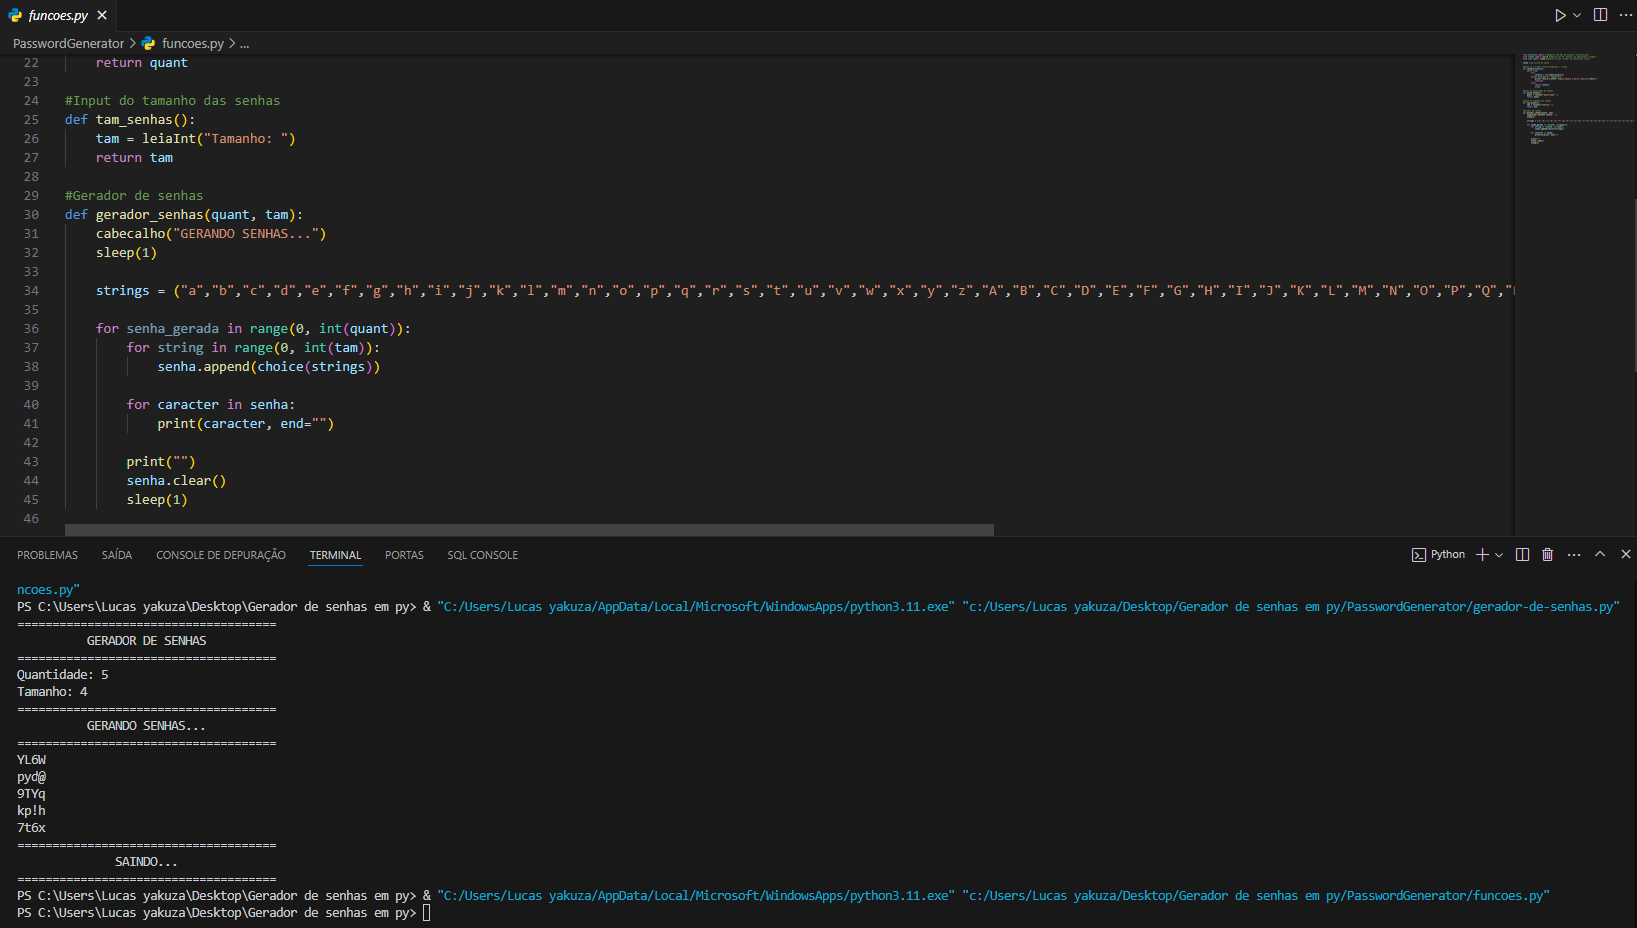 funcoes.py
PasswordGenerator > funcoes.py > ...
22 return quant
23
24 #Input do tamanho das senhas
25 def tam_senhas():
26 tam = leiaInt("Tamanho: ")
27 return tam
28
29 #Gerador de senhas
30 def gerador_senhas(quant, tam):
31 cabecalho("GERANDO SENHAS...")
32 sleep(1)
33
34 strings = ("a","b","c","d","e","f","g","h","i","j","k","l","m","n","o","p","q","r","s","t","u","v","w","x","y","z","A","B","C","D","E","F","G","H","I","J","K","L","M","N","O","P","Q","
35
36 for senha_gerada in range(0, int(quant)):
37 for string in range(0, int(tam)):
38 senha.append(choice(strings))
39
40 for caracter in senha:
41 print(caracter, end="")
42
43 print("")
44 senha.clear()
45 sleep(1)
46
PROBLEMAS SAÍDA CONSOLE DE DEPURAÇÃO TERMINAL PORTAS SQL CONSOLE Python
ncoes.py"
PS C:\Users\Lucas yakuza\Desktop\Gerador de senhas em py> & "C:/Users/Lucas yakuza/AppData/Local/Microsoft/WindowsApps/python3.11.exe" "c:/Users/Lucas yakuza/Desktop/Gerador de senhas em py/PasswordGenerator/gerador-de-senhas.py"
=====================================
GERADOR DE SENHAS
=====================================
Quantidade: 5
Tamanho: 4
=====================================
GERANDO SENHAS...
=====================================
YL6W
pyd@
9TYq
kp!h
7t6x
=====================================
SAINDO...
=====================================
PS C:\Users\Lucas yakuza\Desktop\Gerador de senhas em py> & "C:/Users/Lucas yakuza/AppData/Local/Microsoft/WindowsApps/python3.11.exe" "c:/Users/Lucas yakuza/Desktop/Gerador de senhas em py/PasswordGenerator/funcoes.py"
PS C:\Users\Lucas yakuza\Desktop\Gerador de senhas em py>